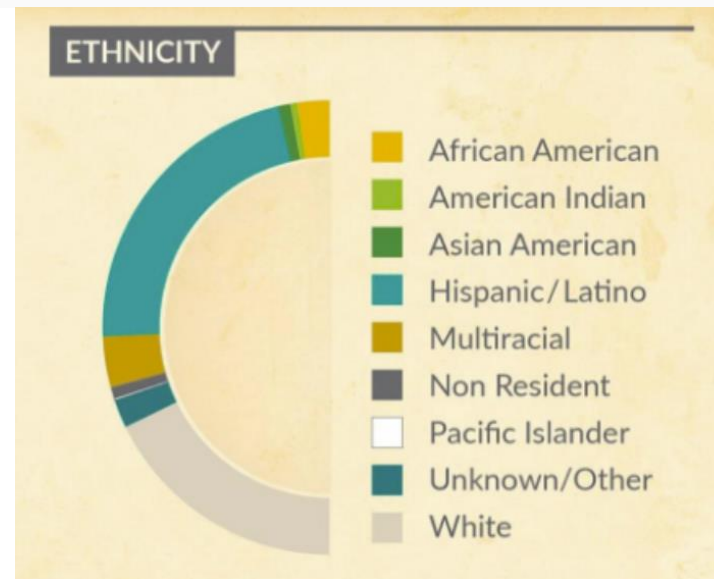 ETHNICITY
African American
American Indian
Asian American
Hispanic/Latino
Multiracial
Non Resident
Pacific Islander
Unknown/Other
White